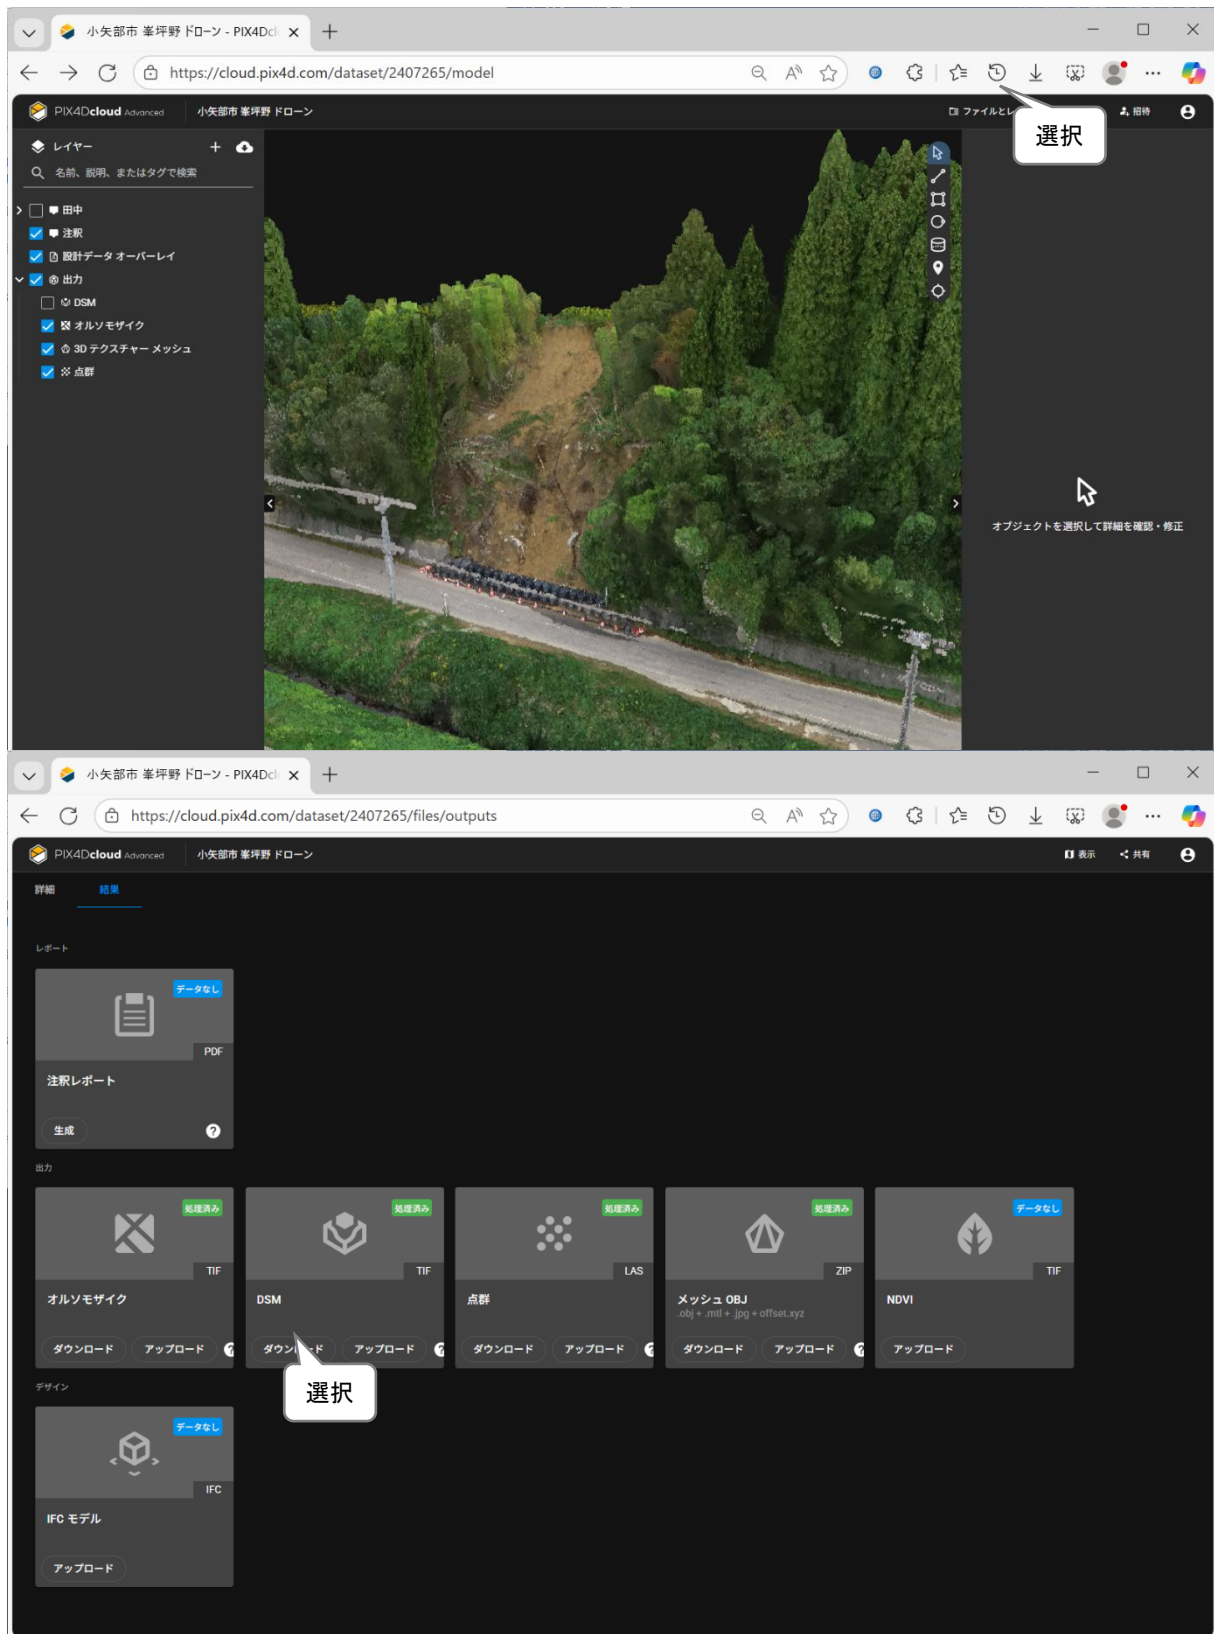 小矢部市 峯坪野 ドローン - PIX4Dcl
https://cloud.pix4d.com/dataset/2407265/model
PIX4Dcloud Advanced 小矢部市 峯坪野 ドローン ファイルとレ 招待
選択
レイヤー
名前、説明、またはタグで検索
田中
注釈
設計データ オーバーレイ
出力
DSM
オルソモザイク
3D テクスチャー メッシュ
点群
オブジェクトを選択して詳細を確認・修正
小矢部市 峯坪野 ドローン - PIX4Dcl
https://cloud.pix4d.com/dataset/2407265/files/outputs
PIX4Dcloud Advanced 小矢部市 峯坪野 ドローン 表示 共有
詳細 結果
レポート
データなし
PDF
注釈レポート
生成
出力
処理済み 処理済み 処理済み 処理済み データなし
TIF TIF LAS ZIP TIF
オルソモザイク DSM 点群 メッシュ OBJ NDVI
.obj + .mtl + .jpg + offset.xyz
ダウンロード アップロード ダウンロード アップロード ダウンロード アップロード ダウンロード アップロード アップロード
選択
デザイン
データなし
IFC
IFC モデル
アップロード